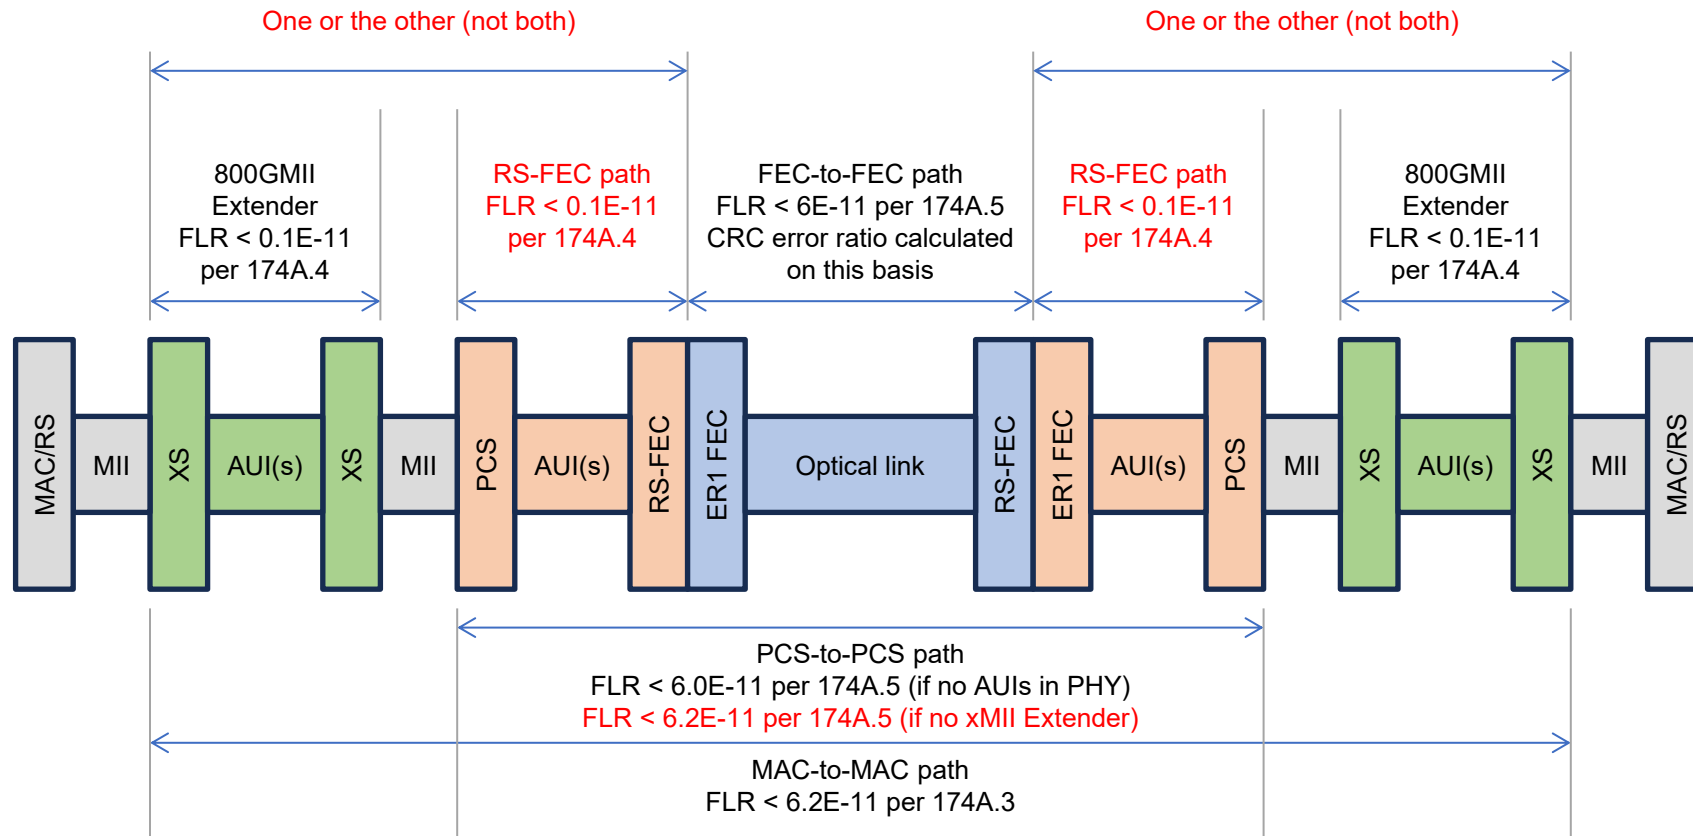 One or the other (not both)
One or the other (not both)
800GMII
Extender
FLR < 0.1E-11
per 174A.4
RS-FEC path
FLR < 0.1E-11
per 174A.4
FEC-to-FEC path
FLR < 6E-11 per 174A.5
CRC error ratio calculated
on this basis
RS-FEC path
FLR < 0.1E-11
per 174A.4
800GMII
Extender
FLR < 0.1E-11
per 174A.4
MAC/RS
MII
XS
AUI(s)
XS
MII
PCS
AUI(s)
RS-FEC
ER1 FEC
Optical link
RS-FEC
ER1 FEC
AUI(s)
PCS
MII
XS
AUI(s)
XS
MII
MAC/RS
PCS-to-PCS path
FLR < 6.0E-11 per 174A.5 (if no AUIs in PHY)
FLR < 6.2E-11 per 174A.5 (if no xMII Extender)
MAC-to-MAC path
FLR < 6.2E-11 per 174A.3